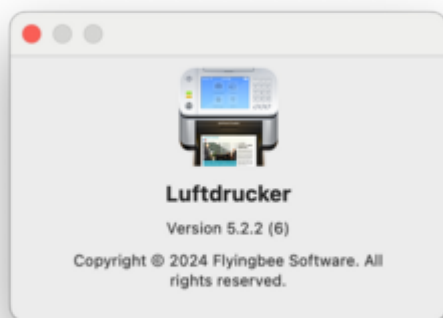 Luftdrucker
Version 5.2.2 (6)
Copyright © 2024 Flyingbee Software. All
rights reserved.